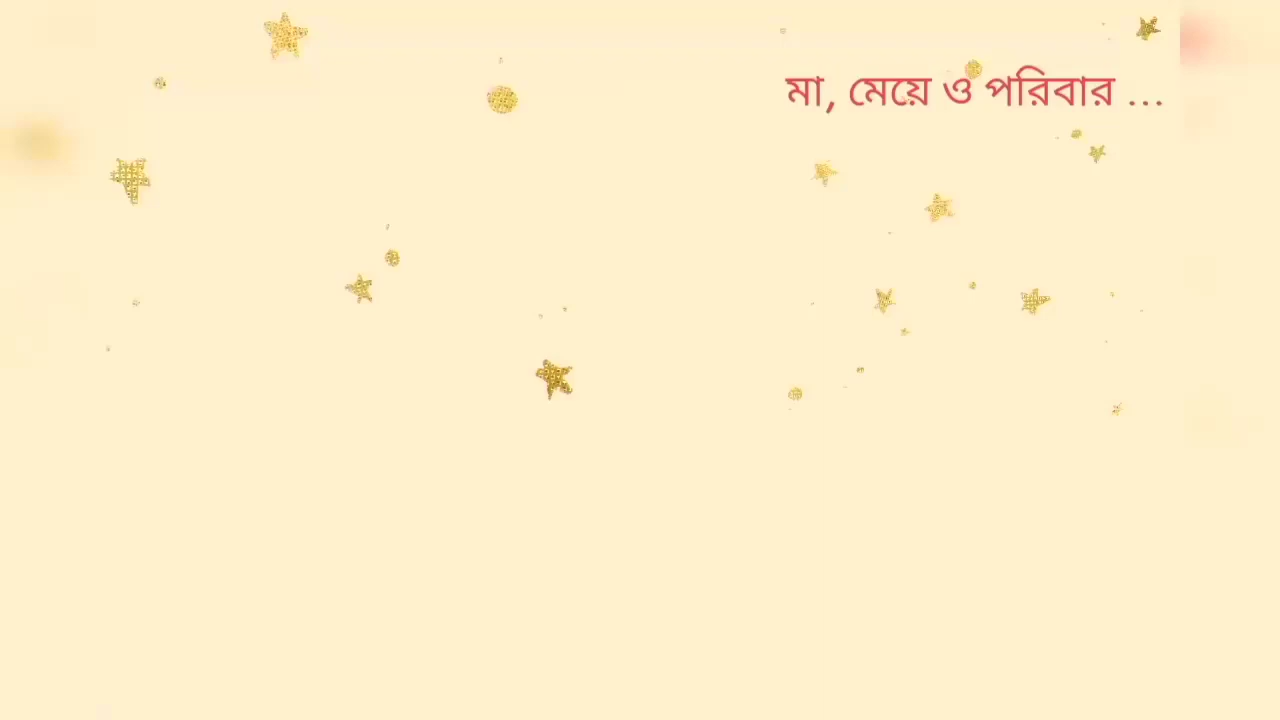 মা, মেয়ে ও পরিবার ...